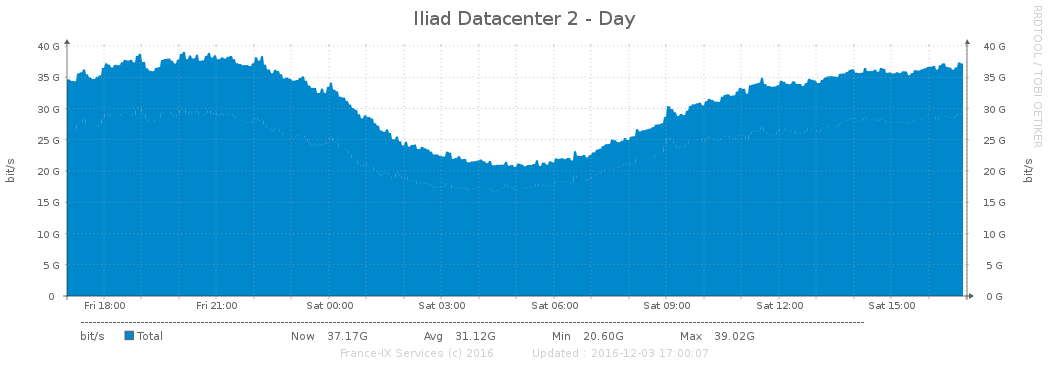 Iliad Datacenter 2 - Day
RRDTOOL / TOBI OETIKER
40 G 40 G
35 G 35 G
30 G 30 G
25 G 25 G
20 G 20 G
15 G 15 G
10 G 10 G
5 G 5 G
0 0 G
bit/s bit/s
Fri 18:00 Fri 21:00 Sat 00:00 Sat 03:00 Sat 06:00 Sat 09:00 Sat 12:00 Sat 15:00
bit/s Total Now 37.17G Avg 31.12G Min 20.60G Max 39.02G
France-IX Services (c) 2016 Updated : 2016-12-03 17:00:07